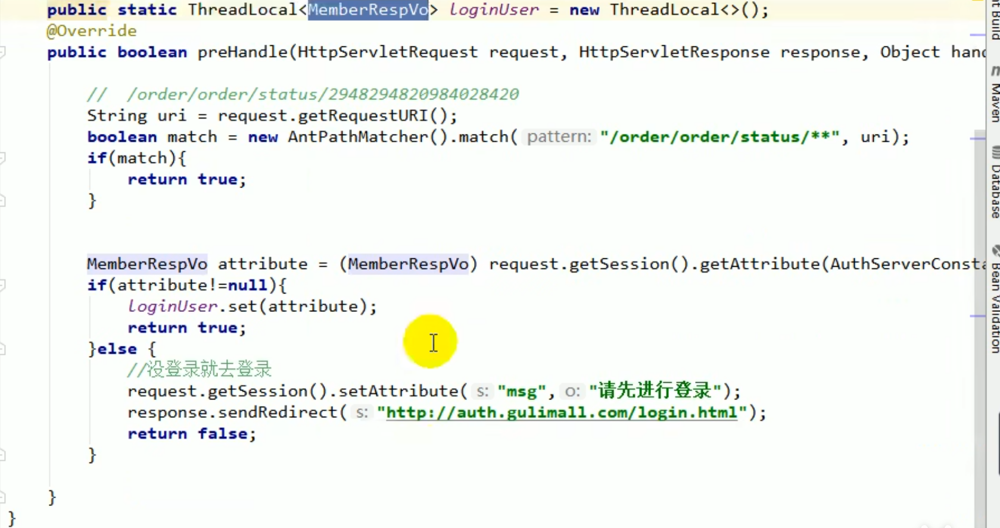 public static ThreadLocal<MemberRespVo> loginUser = new ThreadLocal<>();
@Override
public boolean preHandle(HttpServletRequest request, HttpServletResponse response, Object hand
// /order/order/status/2948294820984028420
String uri = request.getRequestURI();
boolean match = new AntPathMatcher().match( pattern: "/order/order/status/**", uri);
if(match){
return true;
}
MemberRespVo attribute = (MemberRespVo) request.getSession().getAttribute(AuthServerConsta
if(attribute!=null){
loginUser.set(attribute);
return true;
}else {
//没登录就去登录
request.getSession().setAttribute( s: "msg", o: "请先进行登录");
response.sendRedirect( s: "http://auth.gulimall.com/login.html");
return false;
}
}
}
Build
Maven
Database
Bean Validation